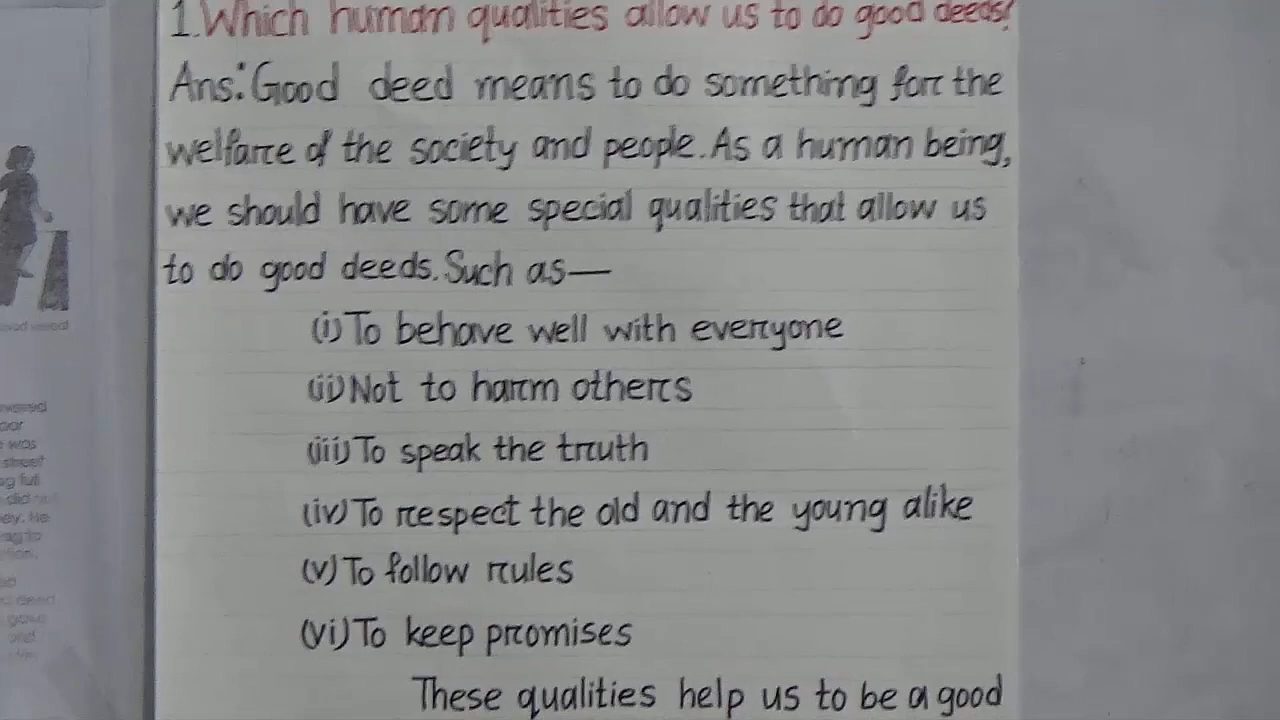 1. Which human qualities allow us to do good deeds?
Ans: Good deed means to do something for the
welfare of the society and people. As a human being,
we should have some special qualities that allow us
to do good deeds. Such as—
(i) To behave well with everyone
(ii) Not to harm others
(iii) To speak the truth
(iv) To respect the old and the young alike
(v) To follow rules
(vi) To keep promises
These qualities help us to be a good
was
street